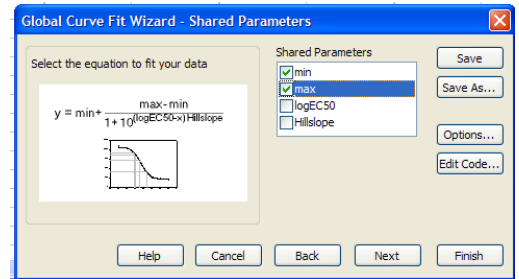 Global Curve Fit Wizard - Shared Parameters
Select the equation to fit your data
y = min+ max-min
1+10(logEC50-x)Hillslope
Shared Parameters
min
max
logEC50
Hillslope
Save
Save As...
Options...
Edit Code...
Help
Cancel
Back
Next
Finish